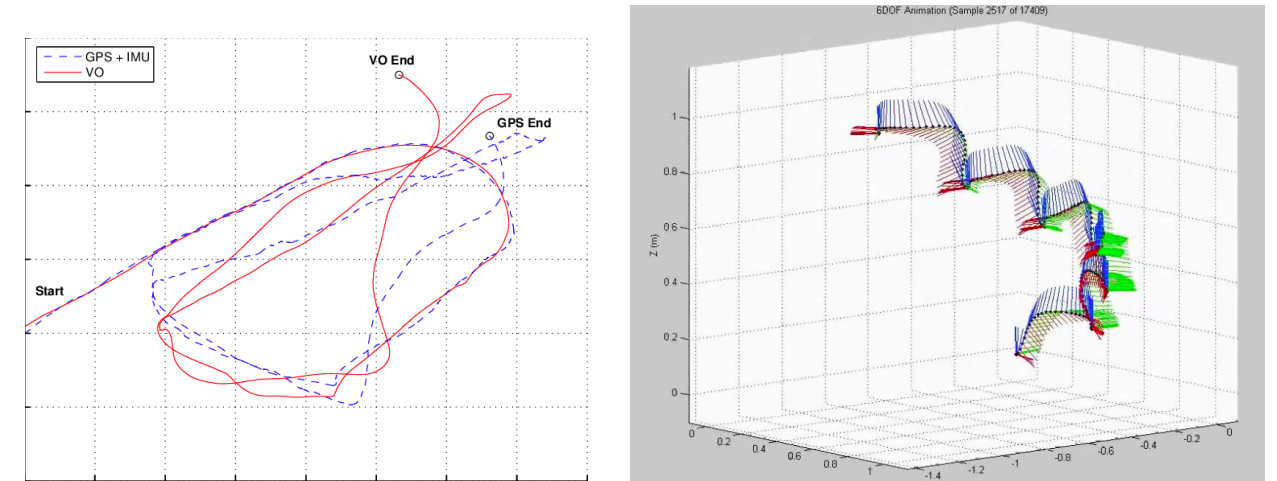 GPS + IMU
VO
VO End
GPS End
Start
6DOF Animation (Sample 2517 of 17409)
Z (m)
1
0.8
0.6
0.4
0.2
0
0
0.2
0.4
0.6
0.8
1
-1.4
-1.2
-1
-0.8
-0.6
-0.4
-0.2
0